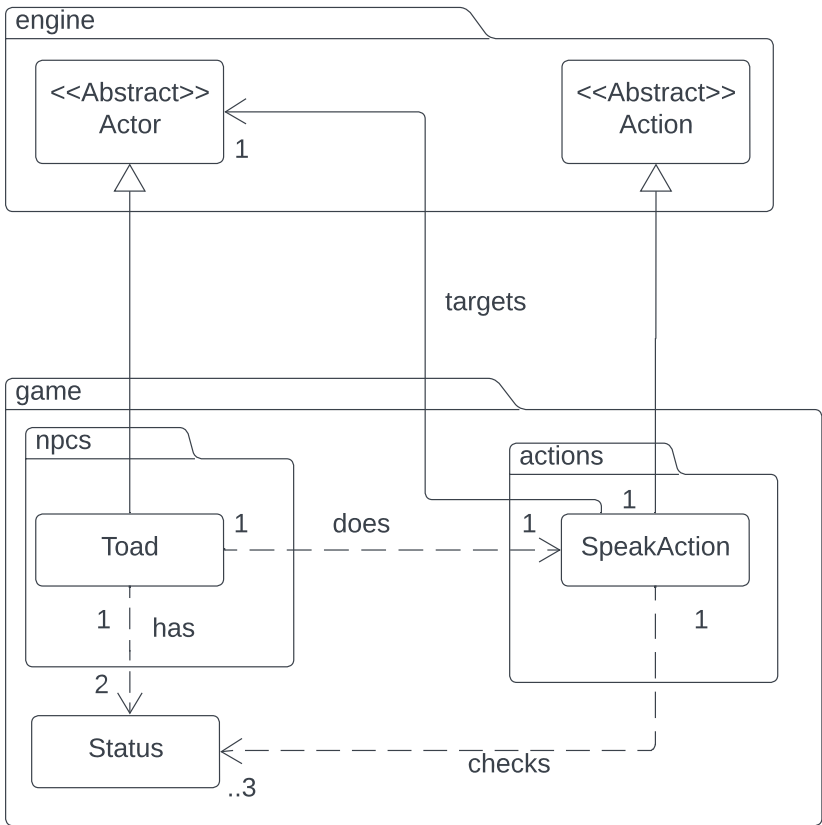 engine
<<Abstract>>
Actor
<<Abstract>>
Action
1
targets
game
npcs
actions
1
1
does
1
Toad
SpeakAction
1
has
1
2
Status
checks
..3